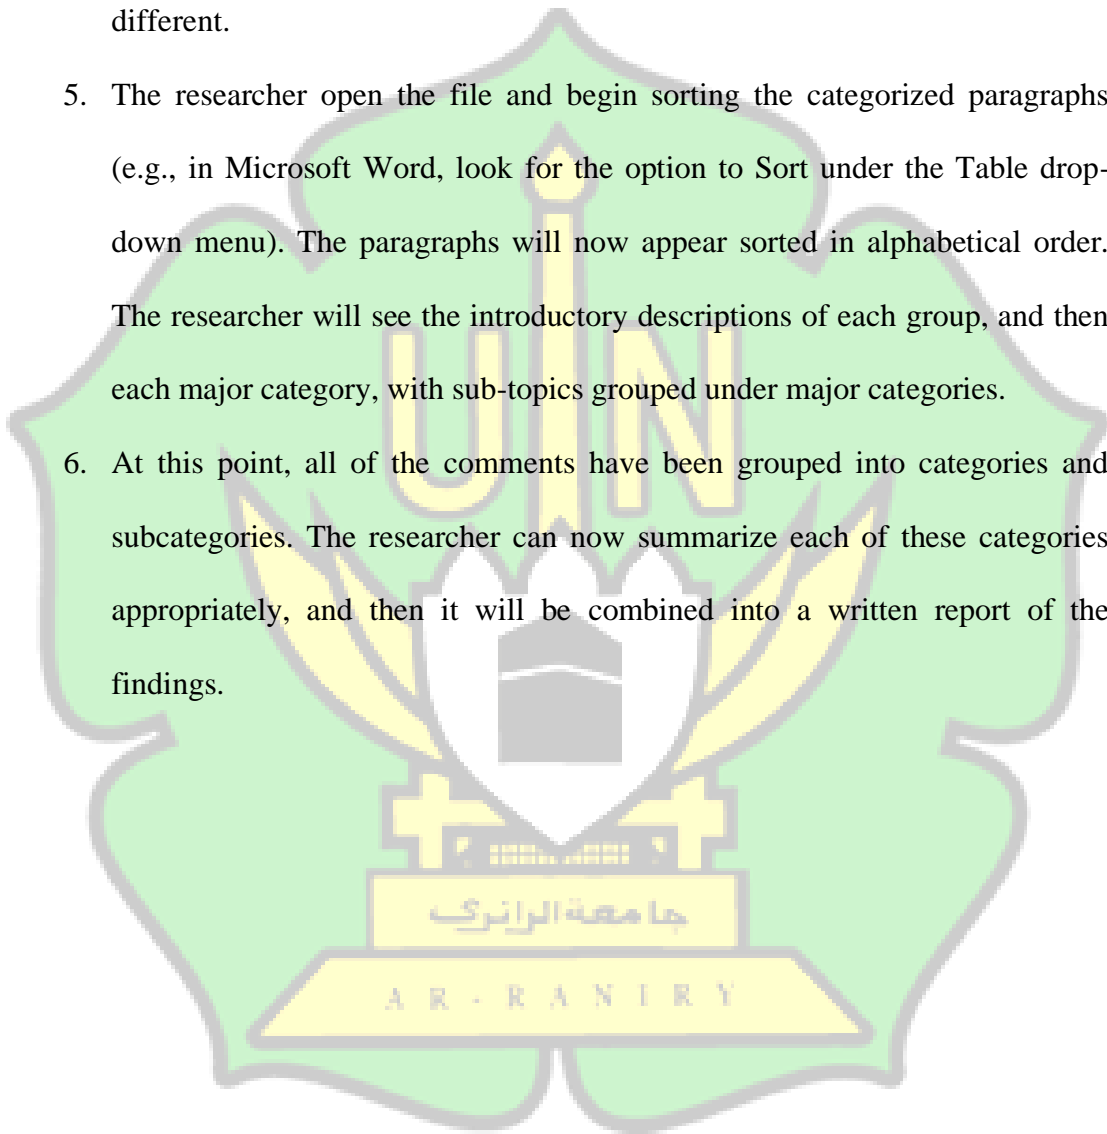 different.
5. The researcher open the file and begin sorting the categorized paragraphs
(e.g., in Microsoft Word, look for the option to Sort under the Table drop-
down menu). The paragraphs will now appear sorted in alphabetical order.
The researcher will see the introductory descriptions of each group, and then
each major category, with sub-topics grouped under major categories.
6. At this point, all of the comments have been grouped into categories and
subcategories. The researcher can now summarize each of these categories
appropriately, and then it will be combined into a written report of the
findings.
UIN
جامعة الرانري
AR-RANIRY